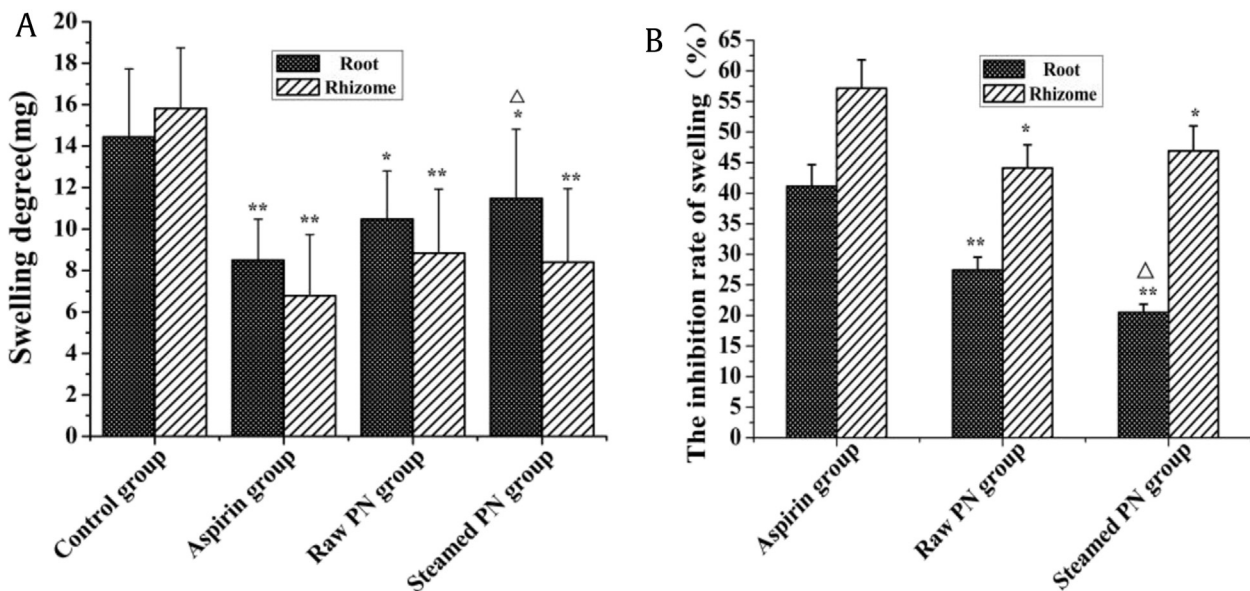 A
Swelling degree(mg)
20
18
16
14
12
10
8
6
4
2
0
Root
Rhizome
**
**
*
**
△
*
**
Control group
Aspirin group
Raw PN group
Steamed PN group
B
The inhibition rate of swelling (%)
65
60
55
50
45
40
35
30
25
20
15
10
5
0
Root
Rhizome
**
*
△
**
*
Aspirin group
Raw PN group
Steamed PN group